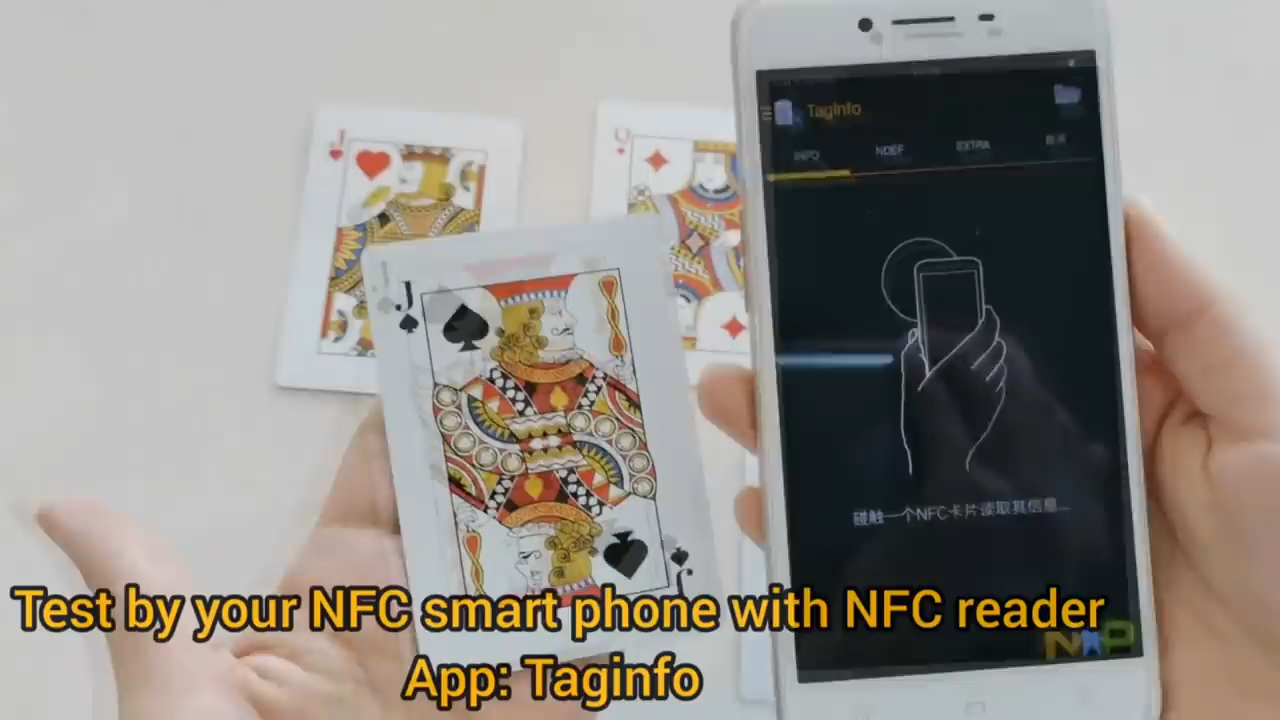 J
Q
J
J
TagInfo
INFO
NDEF
EXTRA
碰触一个NFC卡片读取其信息...
NXP
Test by your NFC smart phone with NFC reader
App: Taginfo